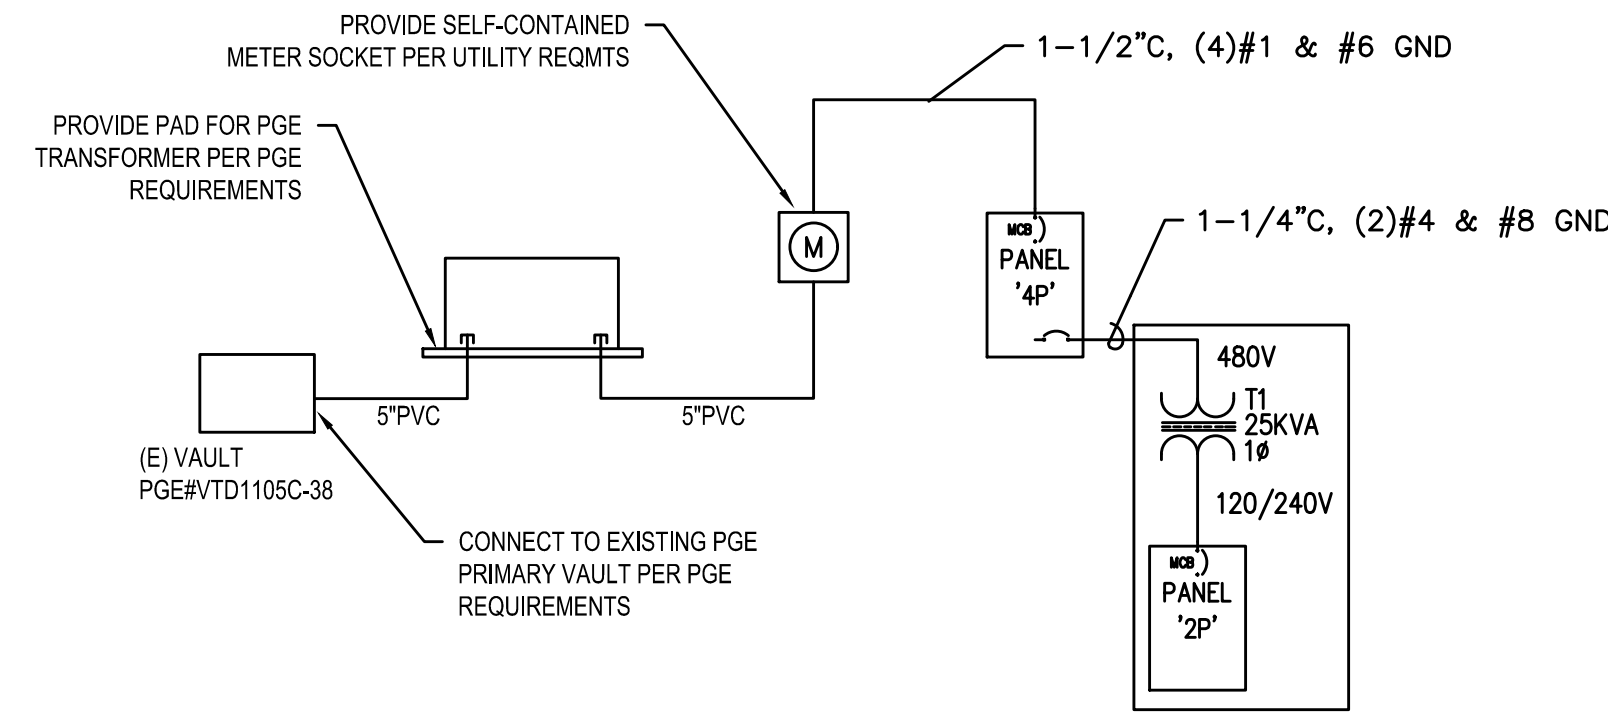 PROVIDE SELF-CONTAINED
METER SOCKET PER UTILITY REQMTS
1-1/2"C, (4)#1 & #6 GND
PROVIDE PAD FOR PGE
TRANSFORMER PER PGE
REQUIREMENTS
1-1/4"C, (2)#4 & #8 GND
M
MCB
PANEL
'4P'
480V
T1
25KVA
1ø
5"PVC
5"PVC
(E) VAULT
PGE#VTD1105C-38
120/240V
CONNECT TO EXISTING PGE
PRIMARY VAULT PER PGE
REQUIREMENTS
MCB
PANEL
'2P'